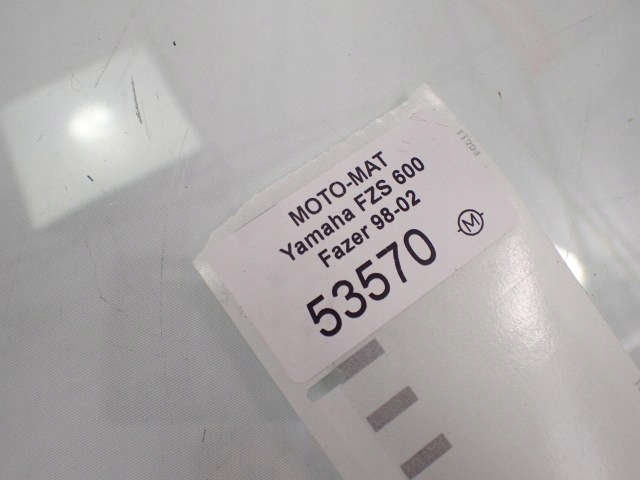 MOTO-MAT
Yamaha FZS 600
Fazer 98-02
53570
M